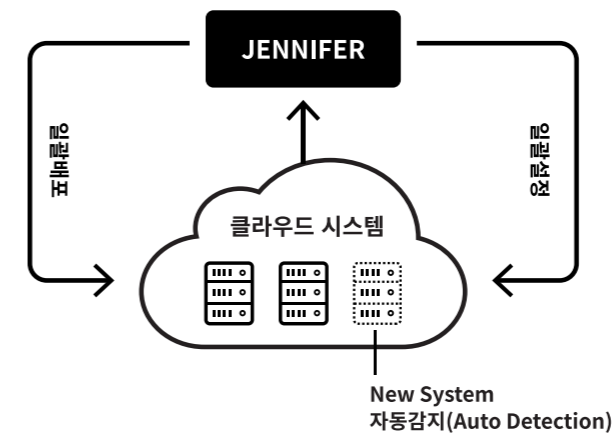 JENNIFER
일괄배포
일괄설정
클라우드 시스템
New System
자동감지(Auto Detection)